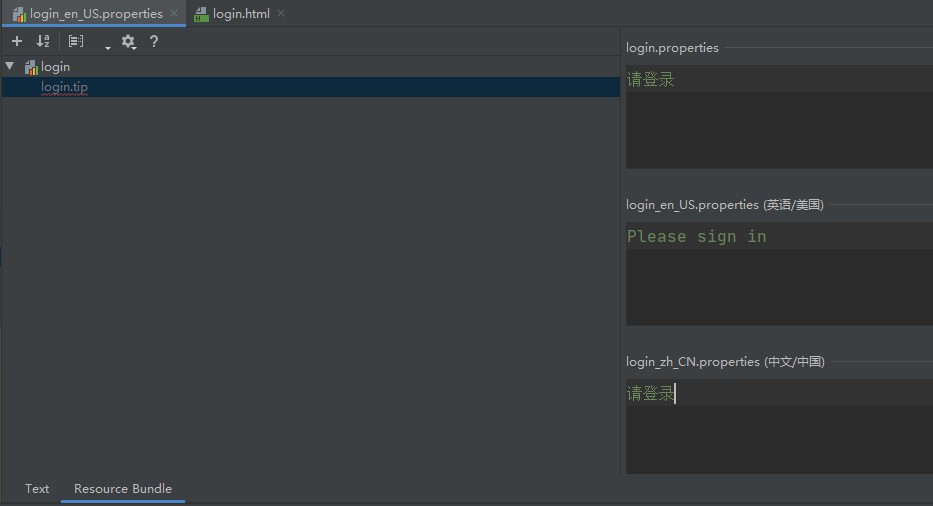 login_en_US.properties
login.html
?
login
login.tip
login.properties
请登录
login_en_US.properties (英语/美国)
Please sign in
login_zh_CN.properties (中文/中国)
请登录
Text
Resource Bundle